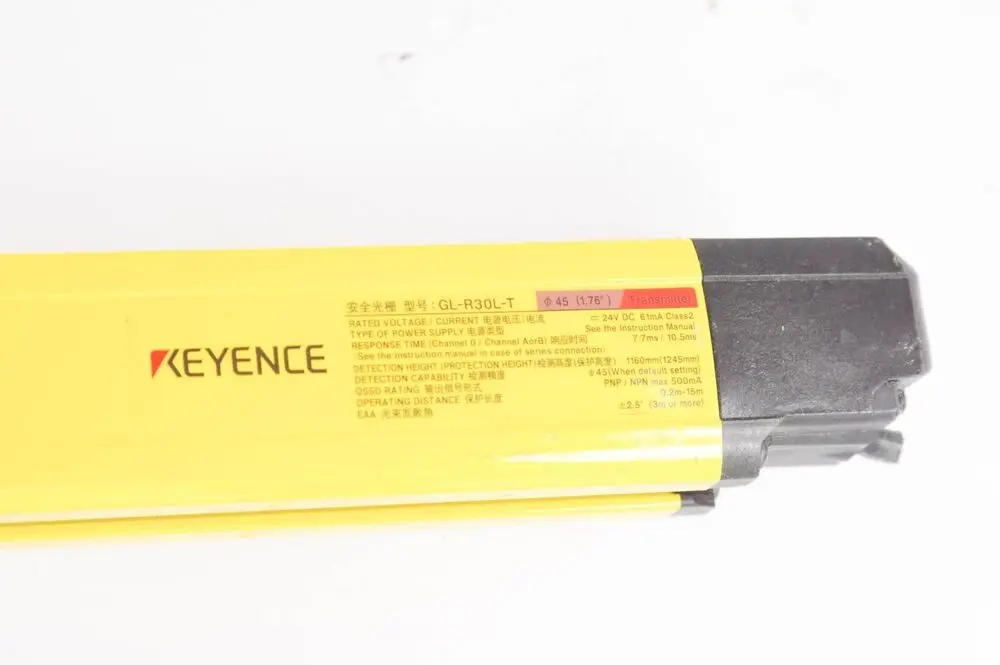 KEYENCE
安全光栅 型号: GL-R30L-T ϕ45 (1.76") Transmitter
RATED VOLTAGE / CURRENT 电源电压/电流 ⎓ 24V DC 61mA Class2
TYPE OF POWER SUPPLY 电源类型 See the Instruction Manual
RESPONSE TIME (Channel 0 / Channel AorB) 响应时间 7.7ms / 10.5ms
(See the instruction manual in case of series connection)
DETECTION HEIGHT (PROTECTION HEIGHT) 检测高度(保护高度) 1160mm(1245mm)
DETECTION CAPABILITY 检测精度 ϕ45(When default setting)
OSSD RATING 输出信号形式 PNP / NPN max 500mA
OPERATING DISTANCE 保护长度 0.2m-15m
EAA 光束发散角 ±2.5° (3m or more)